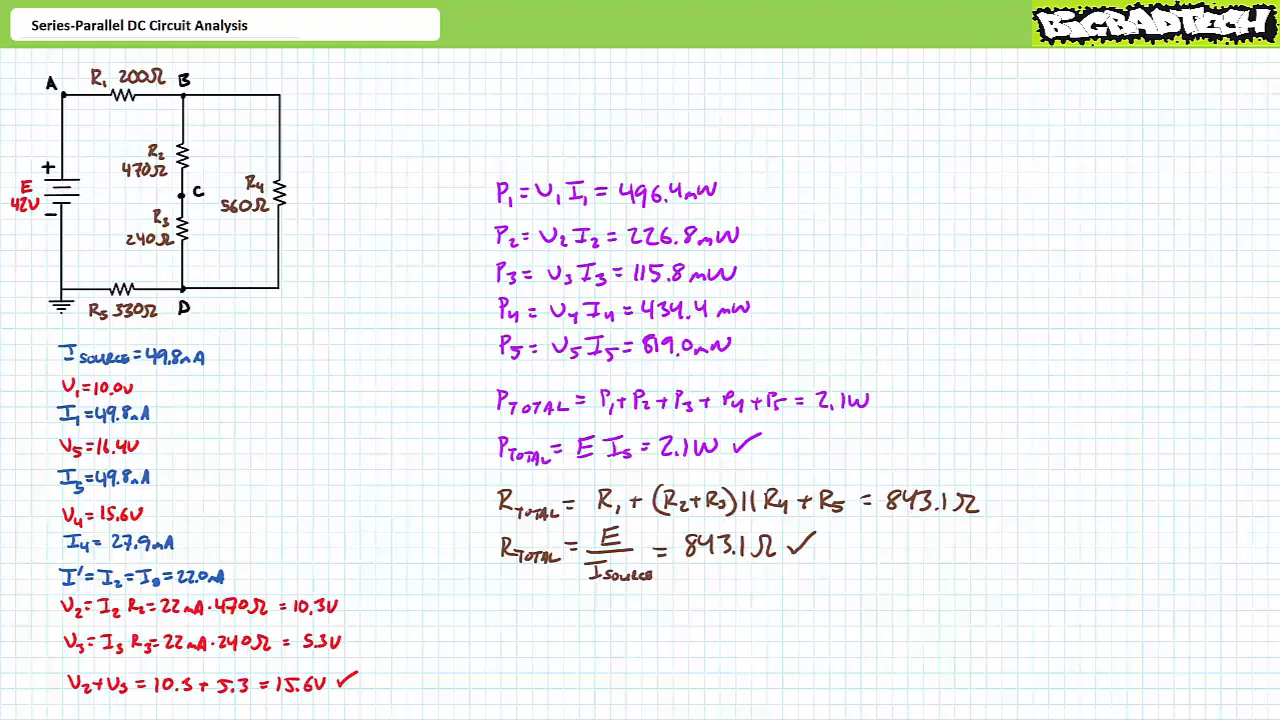 Series-Parallel DC Circuit Analysis
BIGBADTECH
A
R1 200Ω
B
R2
470Ω
+
E
42V
−
C
R4
560Ω
R3
240Ω
R5 330Ω
D
ISOURCE = 49.8mA
V1 = 10.0V
I1 = 49.8mA
V5 = 16.4V
I5 = 49.8mA
V4 = 15.6V
I4 = 27.9mA
I' = I2 = I3 = 22.0mA
V2 = I2 R2 = 22mA·470Ω = 10.3V
V3 = I3 R3 = 22mA·240Ω = 5.3V
V2 + V3 = 10.3 + 5.3 = 15.6V ✓
P1 = V1 I1 = 496.4mW
P2 = V2 I2 = 226.8mW
P3 = V3 I3 = 115.8mW
P4 = V4 I4 = 434.4mW
P5 = V5 I5 = 819.0mW
PTOTAL = P1 + P2 + P3 + P4 + P5 = 2.1W
PTOTAL = E IS = 2.1W ✓
RTOTAL = R1 + (R2+R3)||R4 + R5 = 843.1Ω
RTOTAL = E / ISOURCE = 843.1Ω ✓